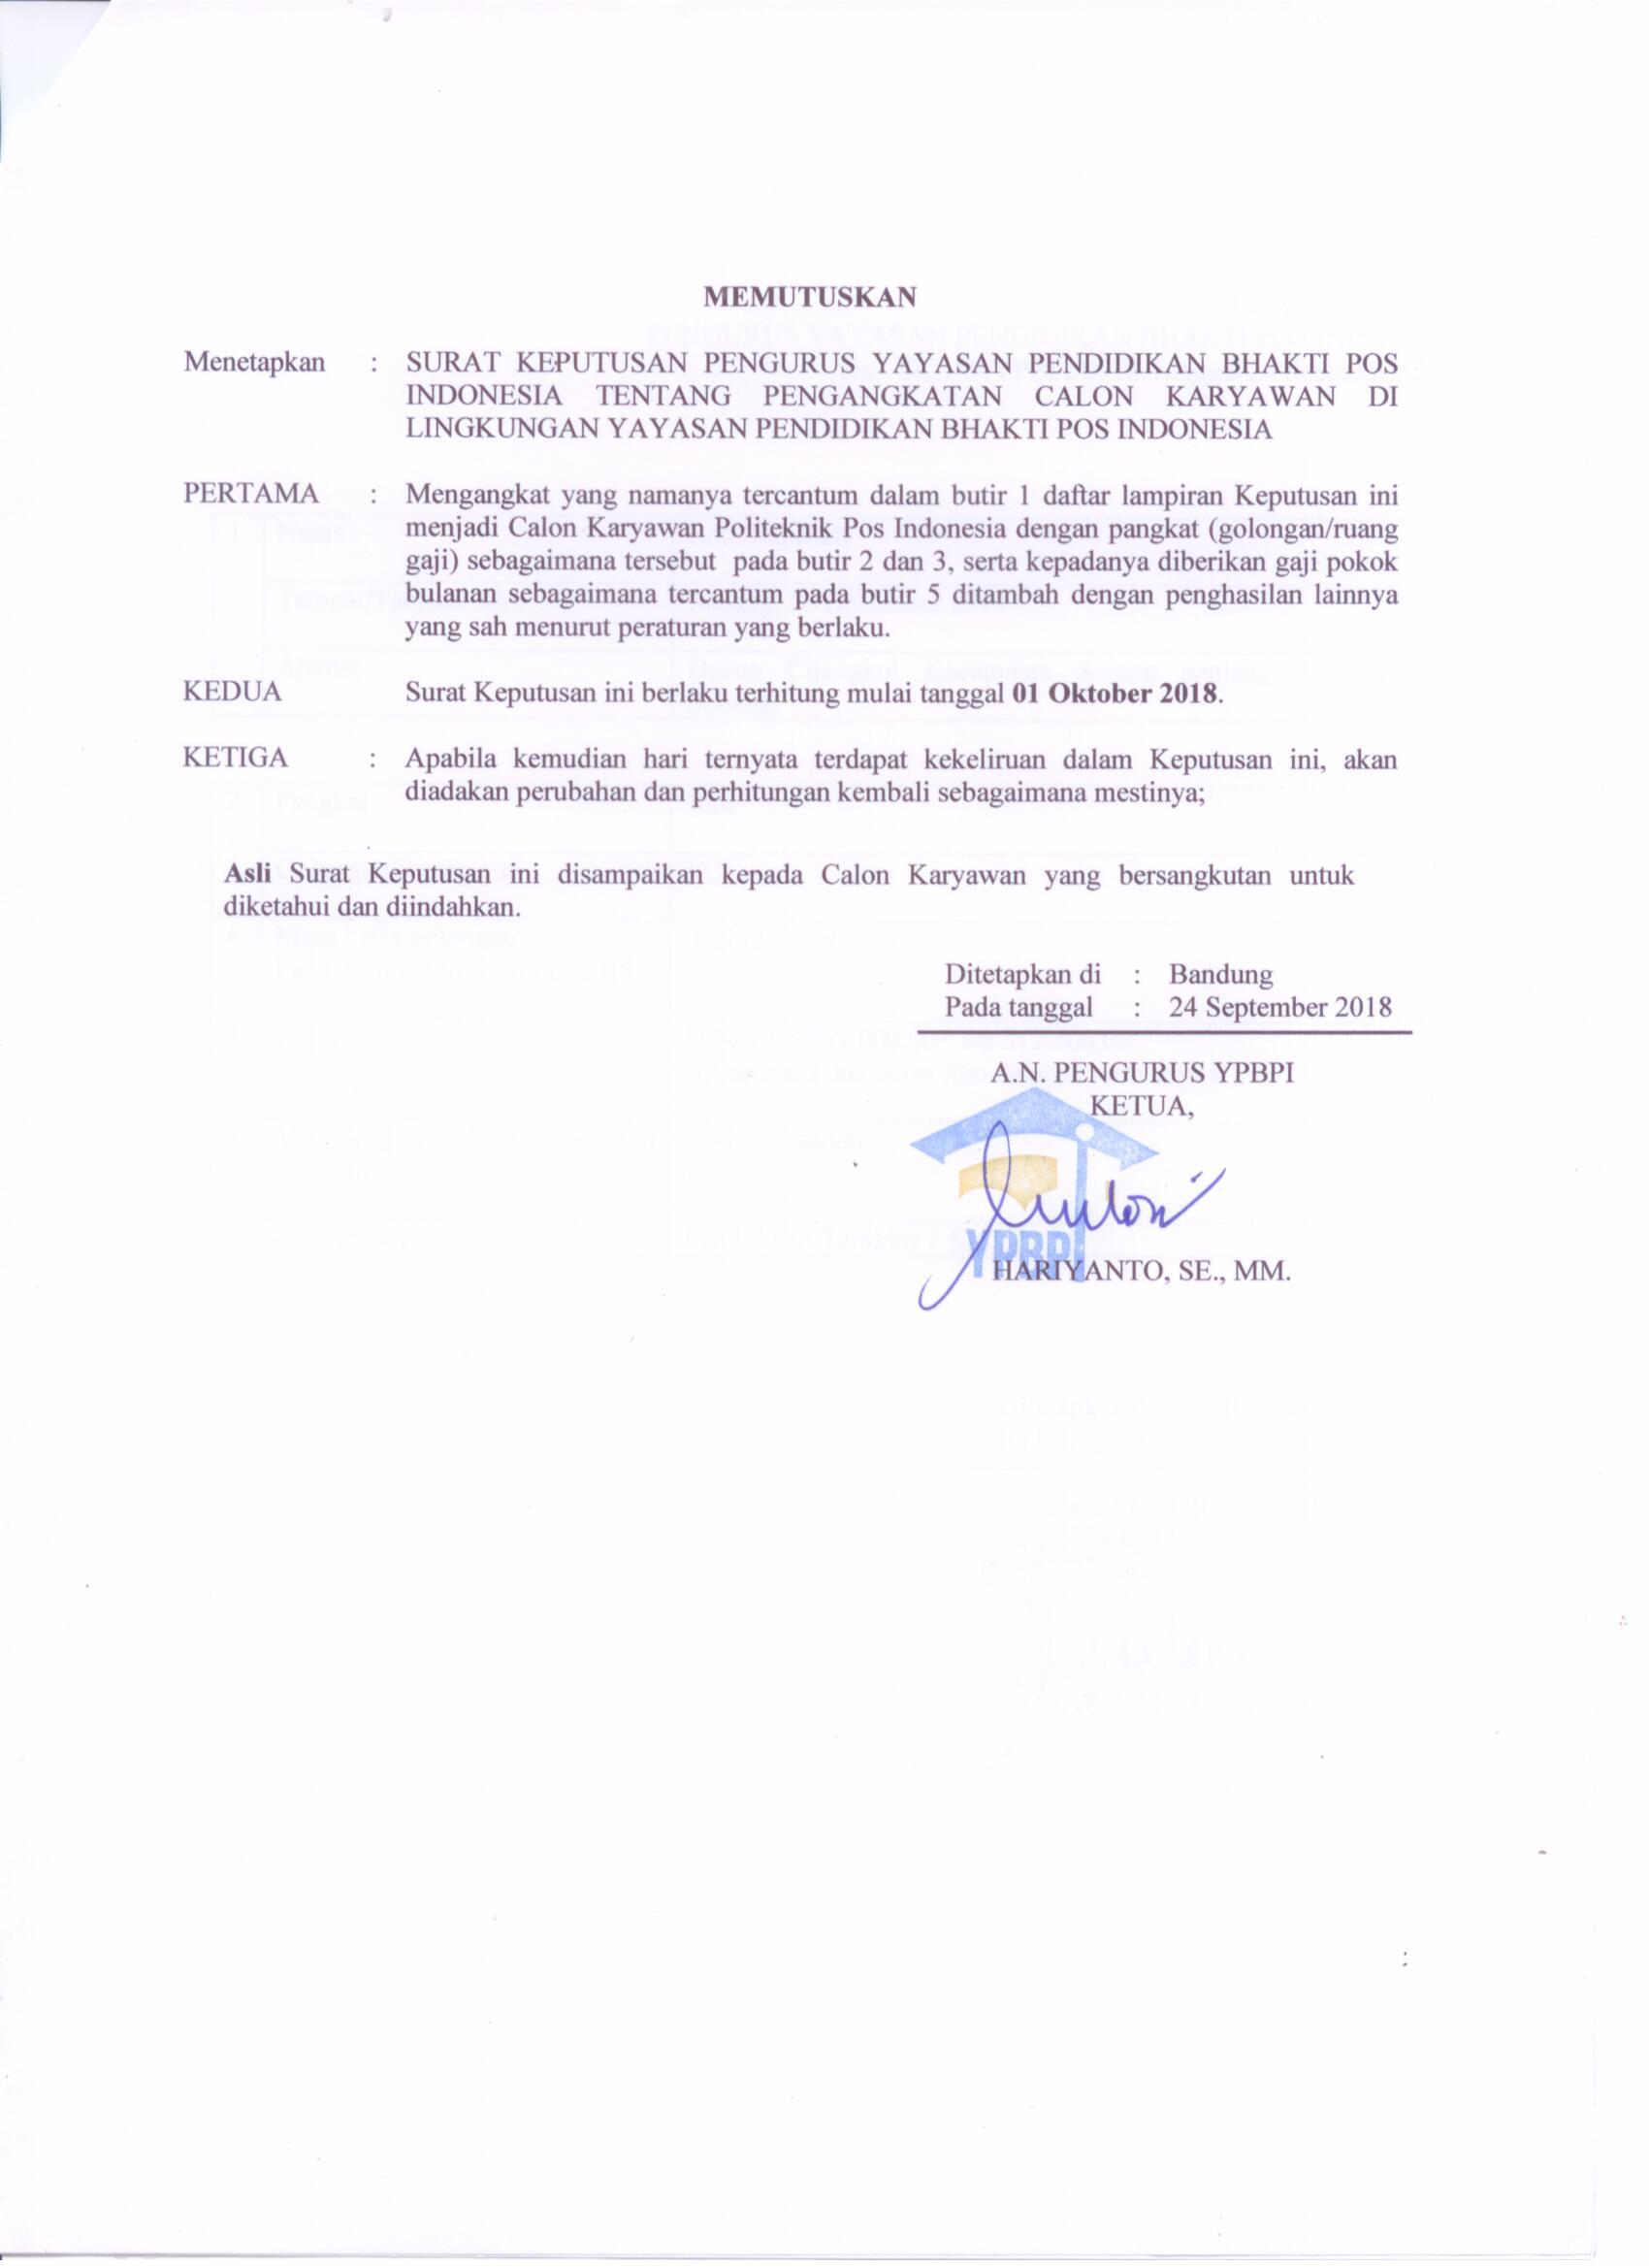 MEMUTUSKAN
Menetapkan : SURAT KEPUTUSAN PENGURUS YAYASAN PENDIDIKAN BHAKTI POS
INDONESIA TENTANG PENGANGKATAN CALON KARYAWAN DI
LINGKUNGAN YAYASAN PENDIDIKAN BHAKTI POS INDONESIA
PERTAMA : Mengangkat yang namanya tercantum dalam butir 1 daftar lampiran Keputusan ini
menjadi Calon Karyawan Politeknik Pos Indonesia dengan pangkat (golongan/ruang
gaji) sebagaimana tersebut pada butir 2 dan 3, serta kepadanya diberikan gaji pokok
bulanan sebagaimana tercantum pada butir 5 ditambah dengan penghasilan lainnya
yang sah menurut peraturan yang berlaku.
KEDUA Surat Keputusan ini berlaku terhitung mulai tanggal 01 Oktober 2018.
KETIGA : Apabila kemudian hari ternyata terdapat kekeliruan dalam Keputusan ini, akan
diadakan perubahan dan perhitungan kembali sebagaimana mestinya;
Asli Surat Keputusan ini disampaikan kepada Calon Karyawan yang bersangkutan untuk
diketahui dan diindahkan.
Ditetapkan di : Bandung
Pada tanggal : 24 September 2018
A.N. PENGURUS YPBPI
KETUA,
YPBPI
HARIYANTO, SE., MM.